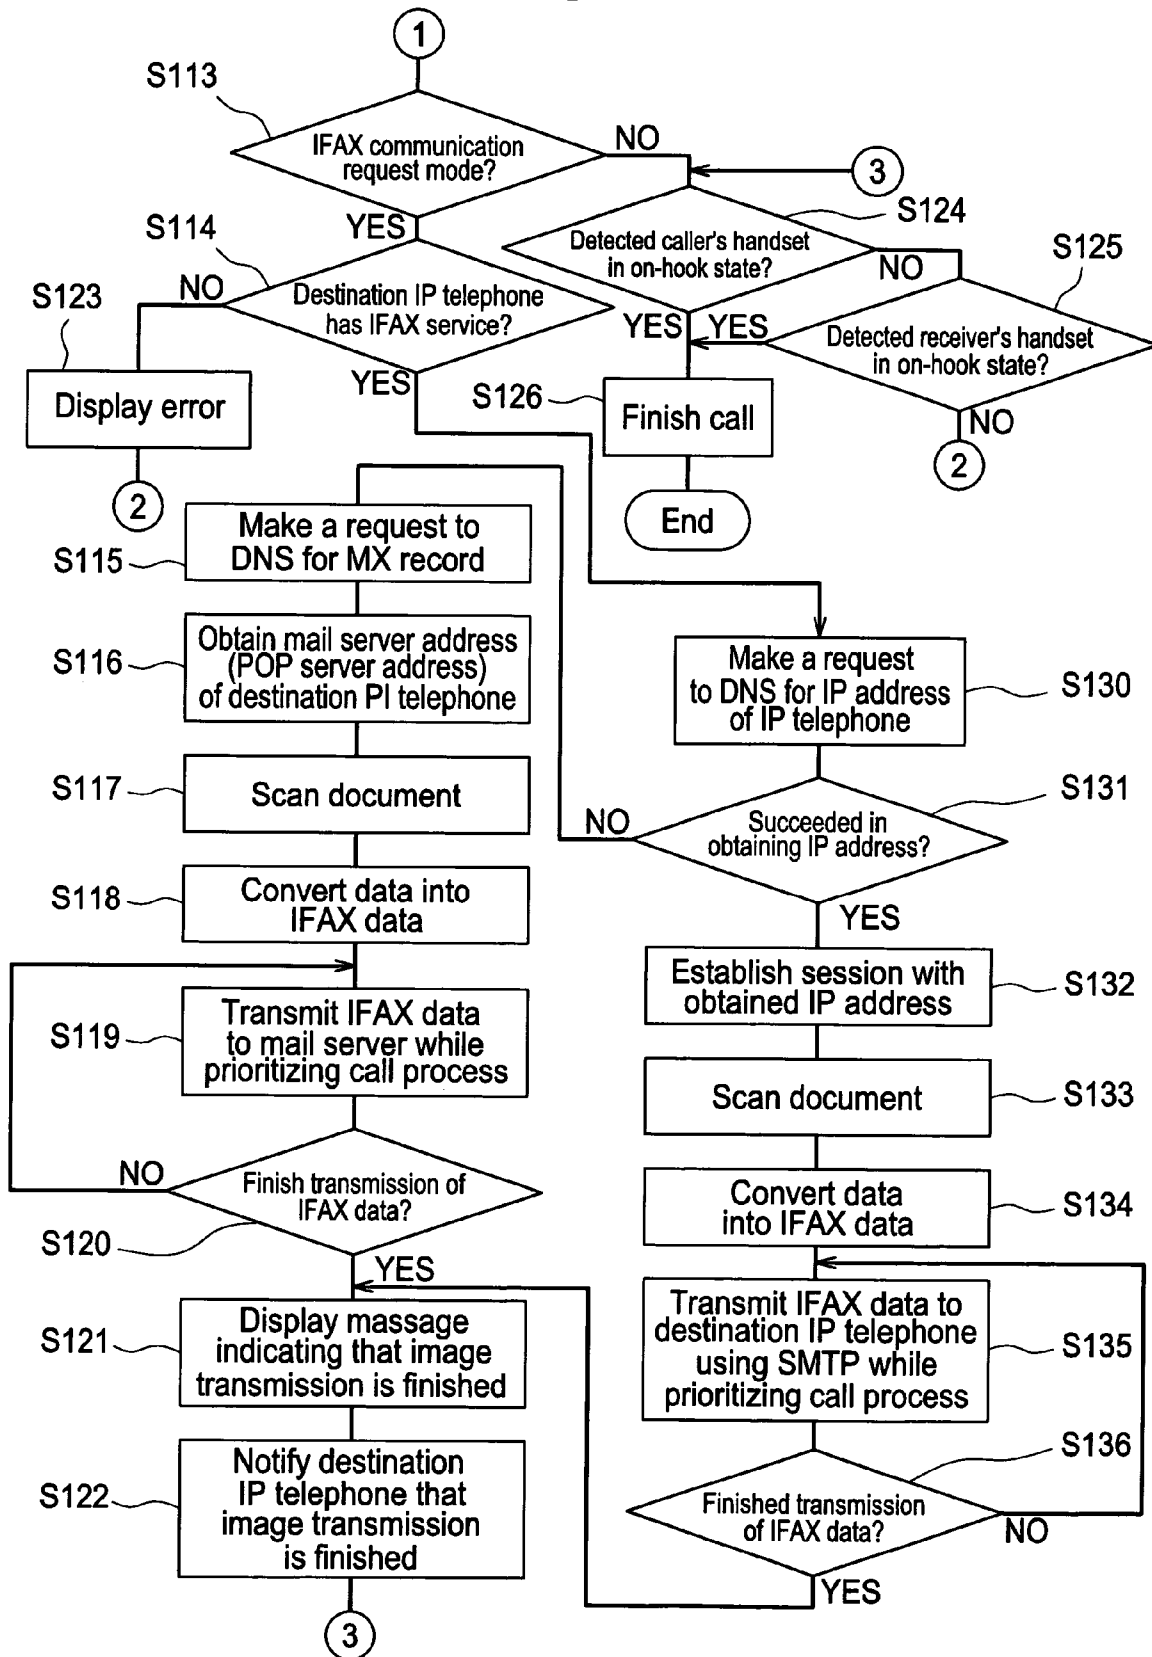 1
S113
IFAX communication
request mode?
NO
3
YES
S114
S124
Detected caller's handset
in on-hook state?
NO
S125
NO
Destination IP telephone
has IFAX service?
S123
YES
YES
Detected receiver's handset
in on-hook state?
YES
Display error
S126
Finish call
NO
2
2
End
Make a request to
DNS for MX record
S115
Obtain mail server address
(POP server address)
of destination PI telephone
S116
Make a request
to DNS for IP address
of IP telephone
S130
S117
Scan document
S131
NO
Succeeded in
obtaining IP address?
S118
Convert data into
IFAX data
YES
Establish session with
obtained IP address
S132
S119
Transmit IFAX data
to mail server while
prioritizing call process
Scan document
S133
NO
Finish transmission of
IFAX data?
S120
Convert data
into IFAX data
S134
YES
S121
Display massage
indicating that image
transmission is finished
Transmit IFAX data to
destination IP telephone
using SMTP while
prioritizing call process
S135
S122
Notify destination
IP telephone that
image transmission
is finished
S136
Finished transmission
of IFAX data?
NO
YES
3